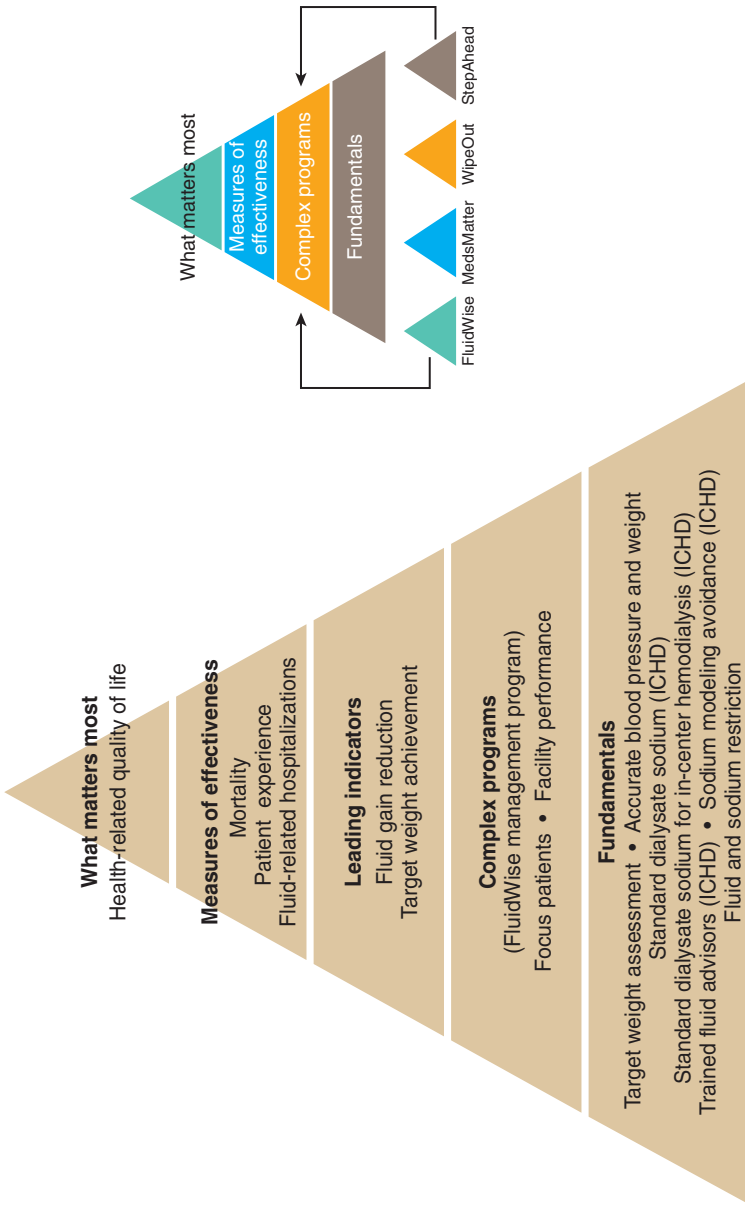 What matters most
Health-related quality of life
Measures of effectiveness
Mortality
Patient experience
Fluid-related hospitalizations
Leading indicators
Fluid gain reduction
Target weight achievement
Complex programs
(FluidWise management program)
Focus patients • Facility performance
Fundamentals
Target weight assessment • Accurate blood pressure and weight
Standard dialysate sodium (ICHD)
Standard dialysate sodium for in-center hemodialysis (ICHD)
Trained fluid advisors (ICHD) • Sodium modeling avoidance (ICHD)
Fluid and sodium restriction
What matters most
Measures of
effectiveness
Complex programs
Fundamentals
FluidWise
MedsMatter
WipeOut
StepAhead